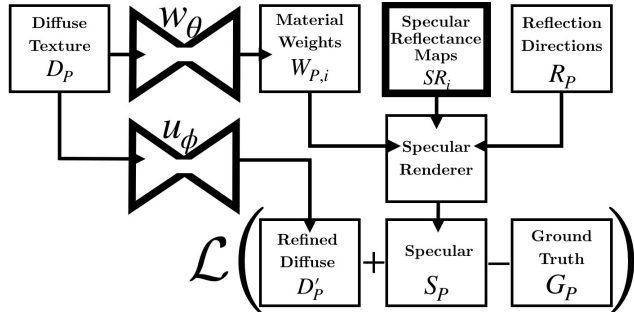 Diffuse
Texture
D_P
w_θ
Material
Weights
W_{P,i}
Specular
Reflectance
Maps
SR_i
Reflection
Directions
R_P
u_ϕ
Specular
Renderer
ℒ(
Refined
Diffuse
D'_P
+
Specular
S_P
−
Ground
Truth
G_P
)